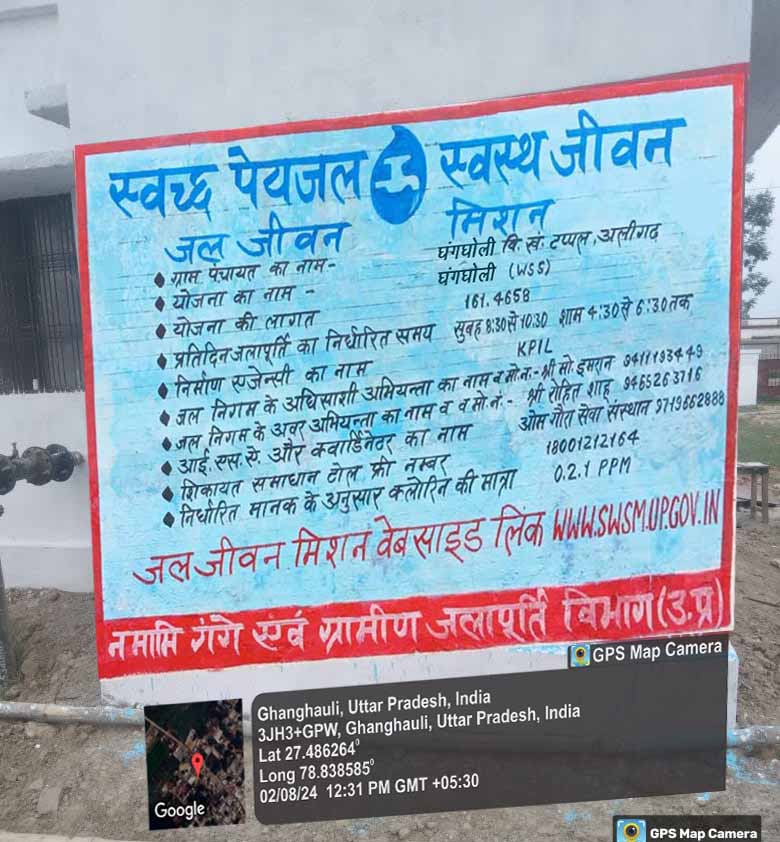 स्वच्छ पेयजल स्वस्थ जीवन
जल जीवन मिशन
◆ ग्राम पंचायत का नाम- घंगघोली वि.खं. टप्पल, अलीगढ
◆ योजना का नाम - घंगघोली (WSS)
◆ योजना की लागत 161.4658
◆ प्रतिदिन जलापूर्ति का निर्धारित समय सुबह 8:30 से 10:30 शाम 4:30 से 6:30 तक
◆ निर्माण एजेन्सी का नाम KPIL
◆ जल निगम के अधिसाशी अभियन्ता का नाम व मो.न.- श्री मो. इमरान 9411193449
◆ जल निगम के अवर अभियन्ता का नाम व व मो.नं - श्री रोहित शाह 9465263716
◆ आई. एस. ए और क्वार्डिनेटर का नाम ओम गौरा सेवा संस्थान 9719662888
◆ शिकायत समाधान टोल फ्री नम्बर 18001212164
◆ निर्धारित मानक के अनुसार क्लोरिन की मात्रा 0.2.1 PPM
जल जीवन मिशन वेबसाइड लिंक WWW.SWSM.UP.GOV.IN
नमामि गंगे एवं ग्रामीण जलापूर्ति विभाग (उ.प्र)
GPS Map Camera
Ghanghauli, Uttar Pradesh, India
3JH3+GPW, Ghanghauli, Uttar Pradesh, India
Lat 27.486264°
Long 78.838585°
02/08/24 12:31 PM GMT +05:30
Google
GPS Map Camera